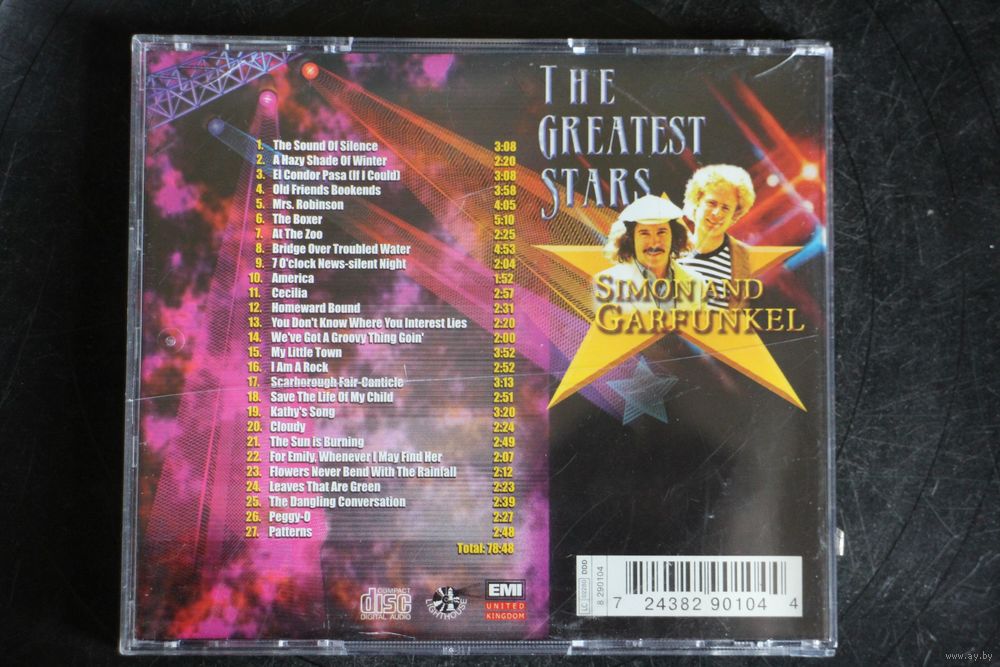 THE
GREATEST
STARS
SIMON AND
GARFUNKEL
1. The Sound Of Silence 3:08
2. A Hazy Shade Of Winter 2:20
3. El Condor Pasa (If I Could) 3:08
4. Old Friends Bookends 3:58
5. Mrs. Robinson 4:05
6. The Boxer 5:10
7. At The Zoo 2:25
8. Bridge Over Troubled Water 4:53
9. 7 O'clock News-silent Night 2:04
10. America 1:52
11. Cecilia 2:57
12. Homeward Bound 2:31
13. You Don't Know Where You Interest Lies 2:20
14. We've Got A Groovy Thing Goin' 2:00
15. My Little Town 3:52
16. I Am A Rock 2:52
17. Scarborough Fair-Canticle 3:13
18. Save The Life Of My Child 2:51
19. Kathy's Song 3:20
20. Cloudy 2:24
21. The Sun is Burning 2:49
22. For Emily, Whenever I May Find Her 2:07
23. Flowers Never Bend With The Rainfall 2:12
24. Leaves That Are Green 2:23
25. The Dangling Conversation 2:39
26. Peggy-O 2:27
27. Patterns 2:48
Total: 78:48
COMPACT
disc
DIGITAL AUDIO
LIGHTHOUSE
EMI
UNITED
KINGDOM
LC DDD
8 290104
7 24382 90104 4
www.ay.by